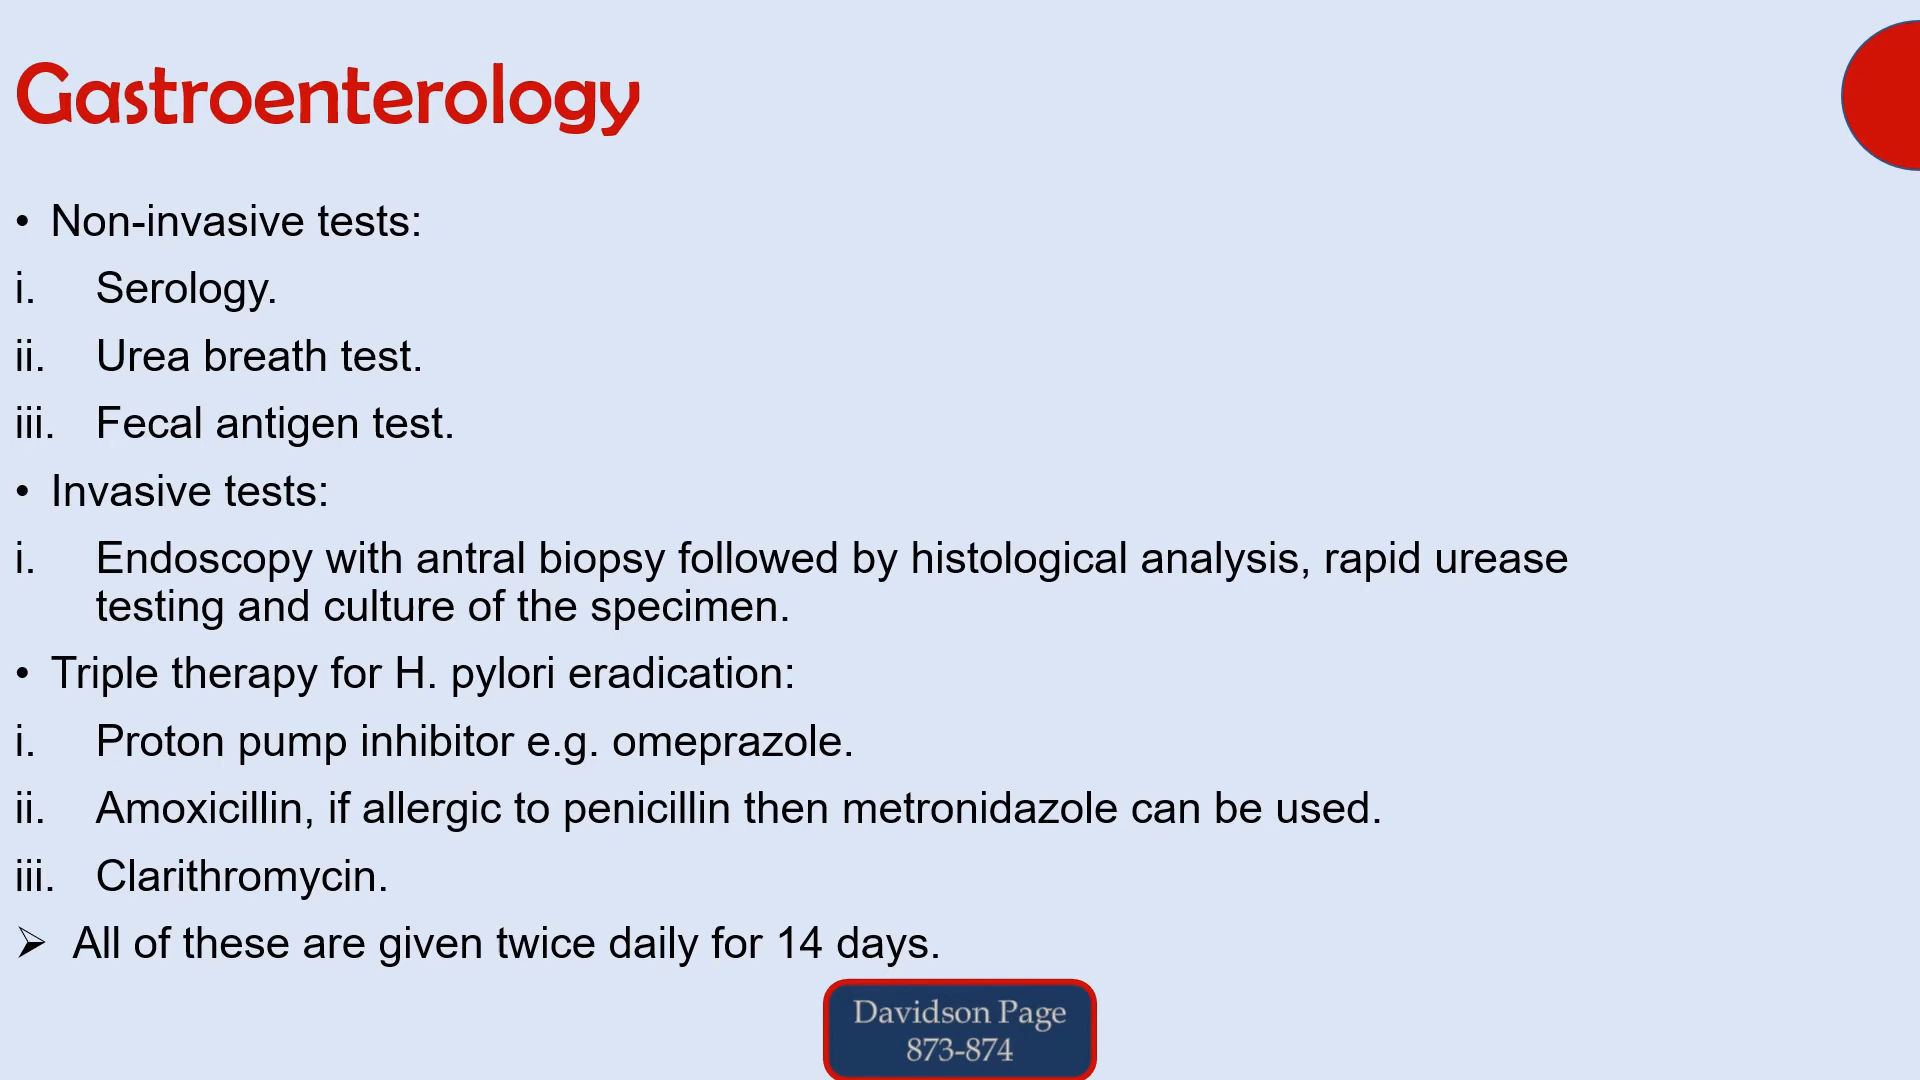 Gastroenterology
• Non-invasive tests:
i. Serology.
ii. Urea breath test.
iii. Fecal antigen test.
• Invasive tests:
i. Endoscopy with antral biopsy followed by histological analysis, rapid urease
testing and culture of the specimen.
• Triple therapy for H. pylori eradication:
i. Proton pump inhibitor e.g. omeprazole.
ii. Amoxicillin, if allergic to penicillin then metronidazole can be used.
iii. Clarithromycin.
➢ All of these are given twice daily for 14 days.
Davidson Page
873-874